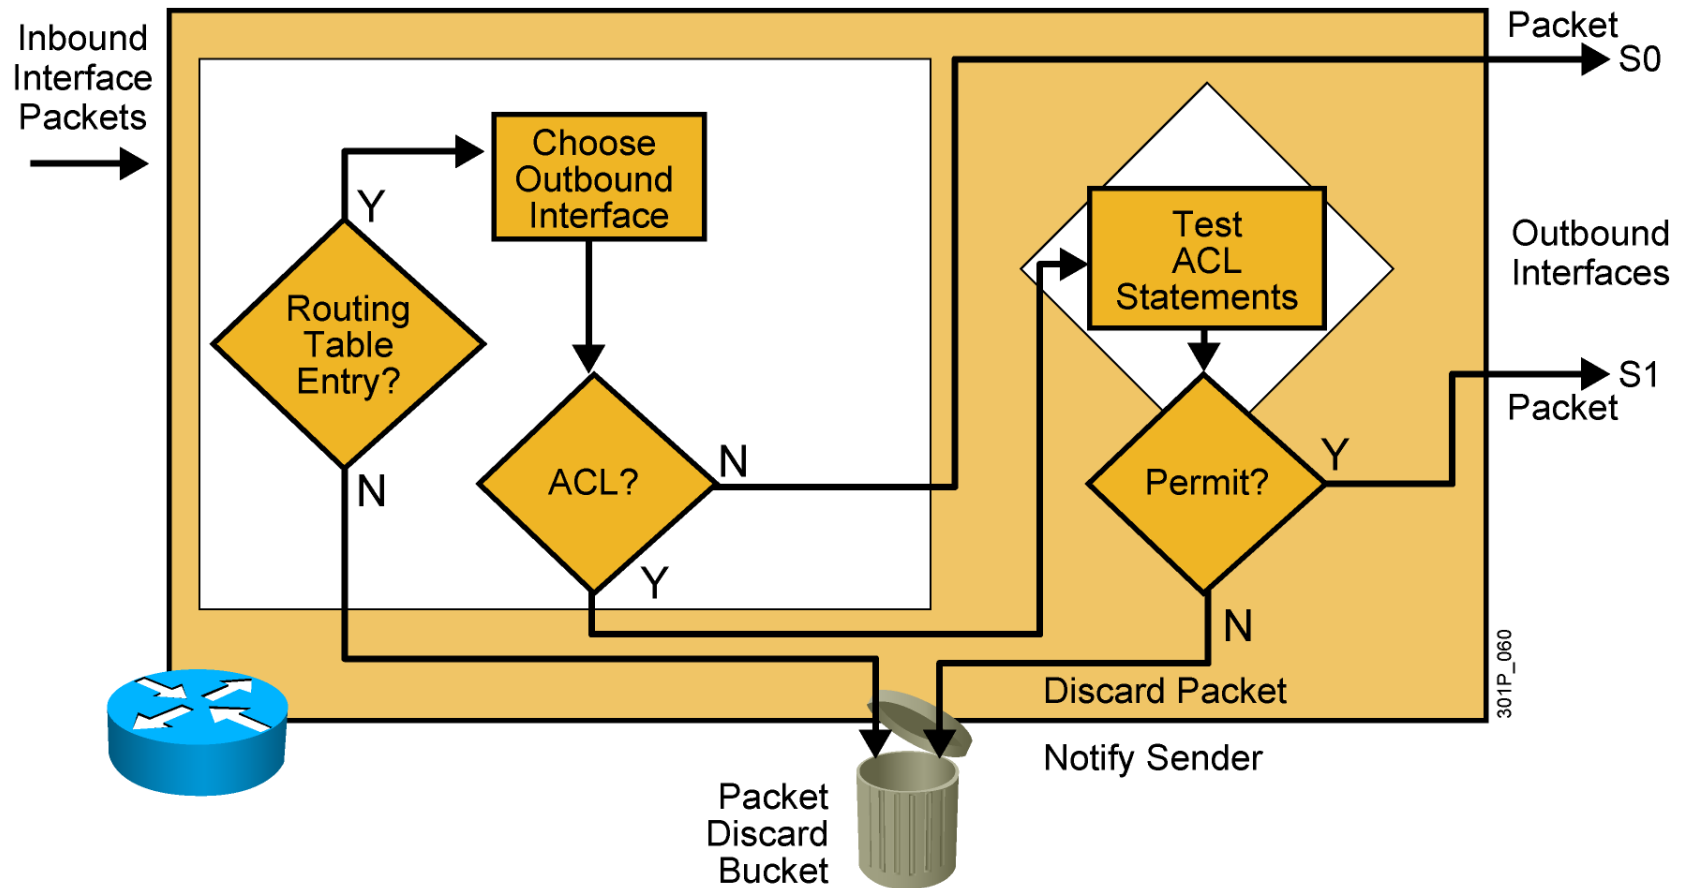 Inbound
Interface
Packets
Packet
S0
Choose
Outbound
Interface
Y
Routing
Table
Entry?
N
ACL?
N
Y
Test
ACL
Statements
Permit?
Y
N
Outbound
Interfaces
S1
Packet
Discard Packet
Notify Sender
301P_060
Packet
Discard
Bucket